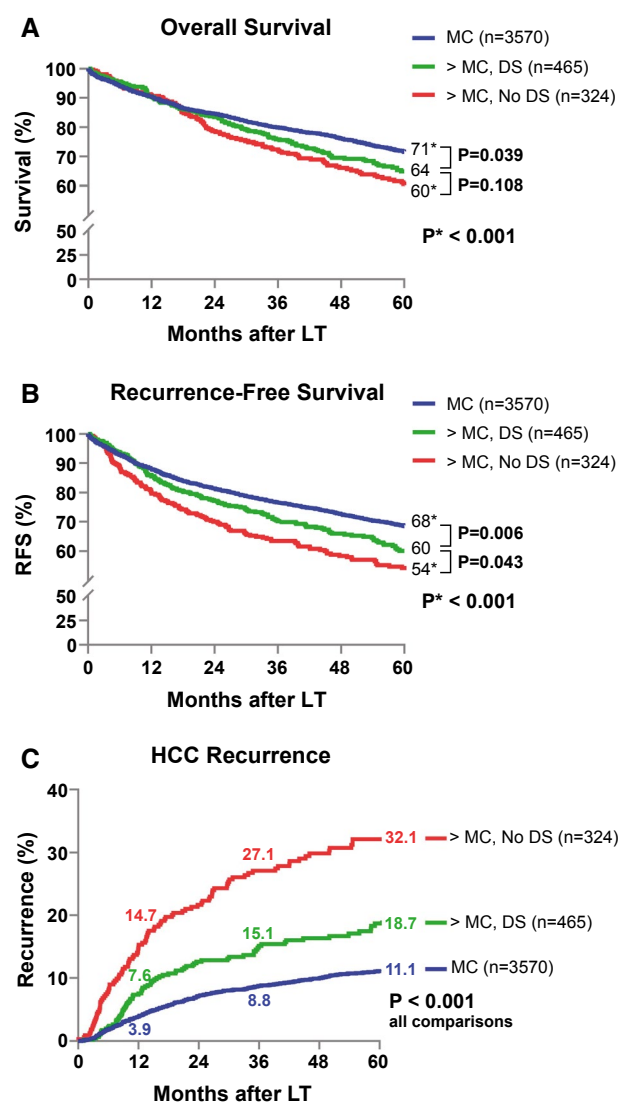 A
Overall Survival
MC (n=3570)
> MC, DS (n=465)
> MC, No DS (n=324)
Survival (%)
100
90
80
70
60
50
25
0
71*
64
60*
P=0.039
P=0.108
P* < 0.001
0 12 24 36 48 60
Months after LT
B
Recurrence-Free Survival
MC (n=3570)
> MC, DS (n=465)
> MC, No DS (n=324)
RFS (%)
100
90
80
70
60
50
25
0
68*
60
54*
P=0.006
P=0.043
P* < 0.001
0 12 24 36 48 60
Months after LT
C
HCC Recurrence
Recurrence (%)
40
30
20
10
0
14.7
27.1
32.1
> MC, No DS (n=324)
7.6
15.1
18.7
> MC, DS (n=465)
3.9
8.8
11.1
MC (n=3570)
P < 0.001
all comparisons
0 12 24 36 48 60
Months after LT